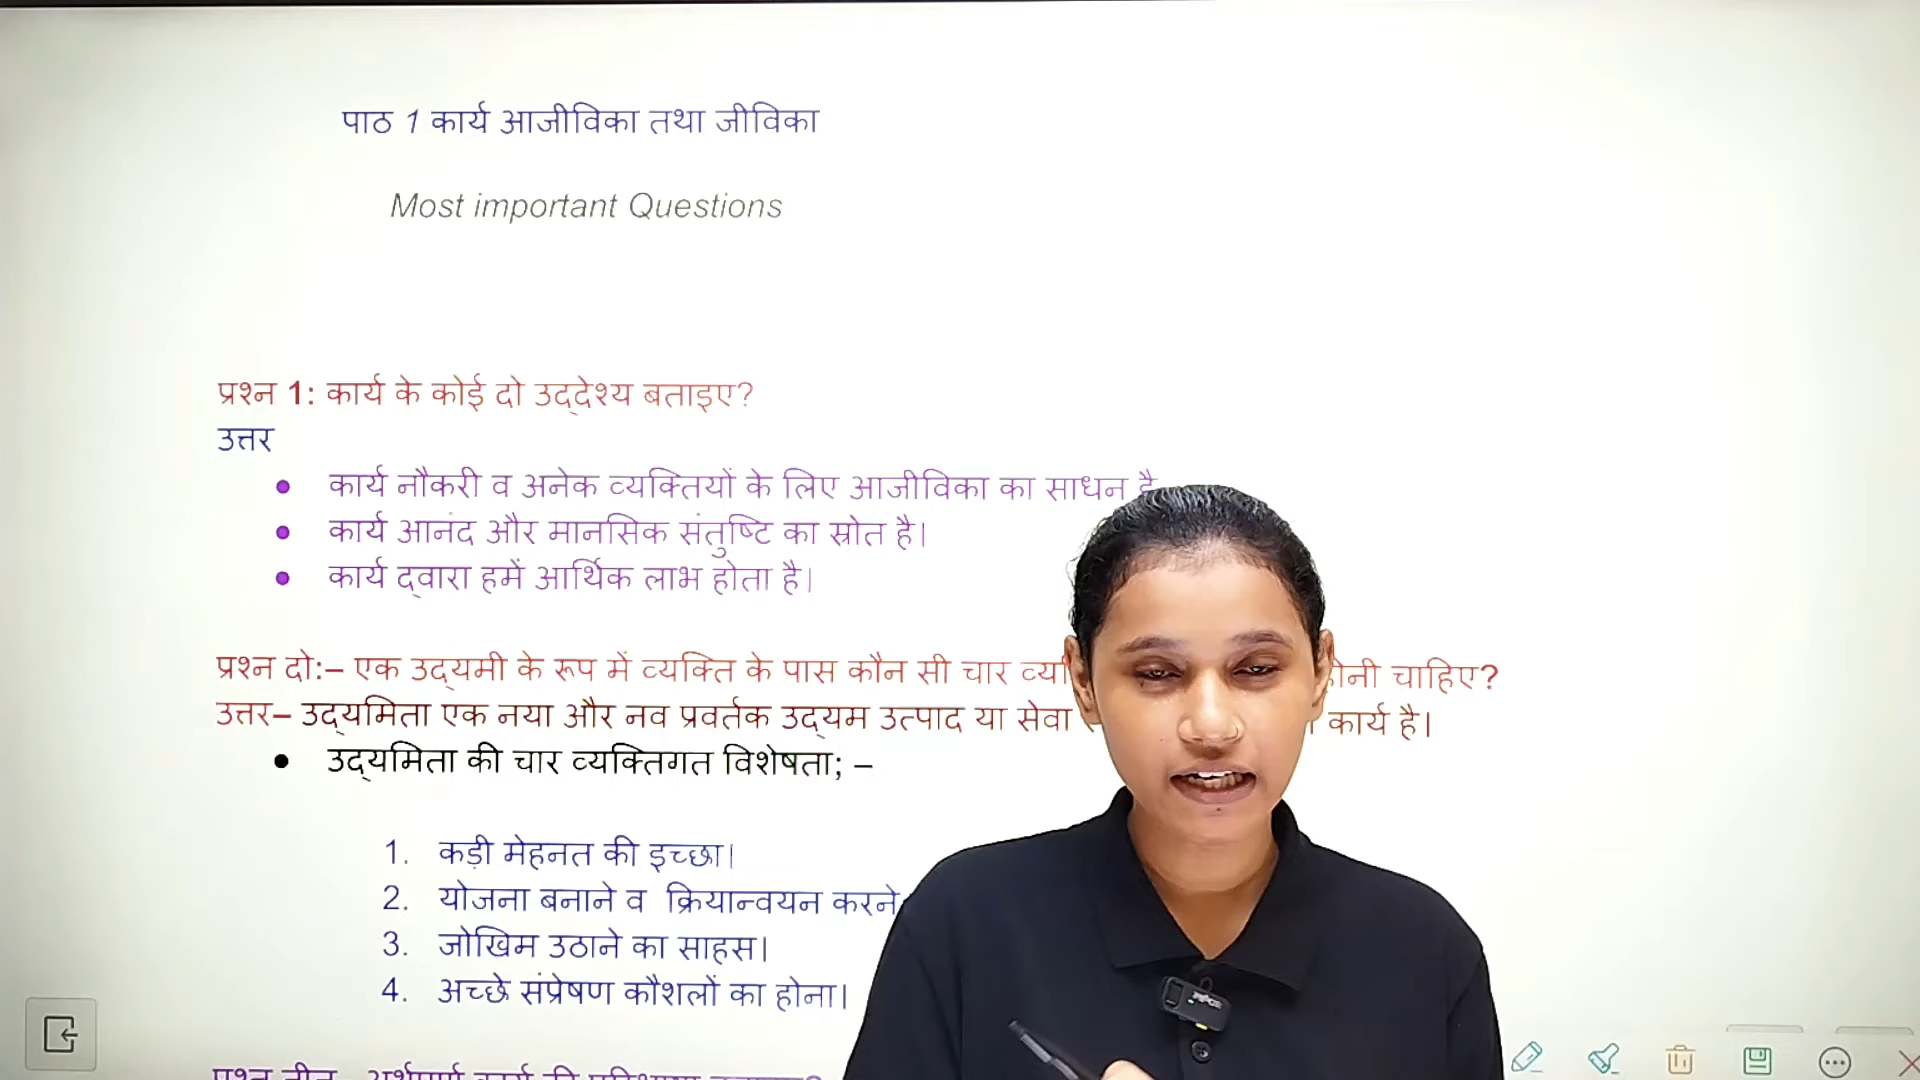 पाठ 1 कार्य आजीविका तथा जीविका
Most important Questions
प्रश्न 1: कार्य के कोई दो उद्देश्य बताइए?
उत्तर
कार्य नौकरी व अनेक व्यक्तियों के लिए आजीविका का साधन है
कार्य आनंद और मानसिक संतुष्टि का स्रोत है।
कार्य द्वारा हमें आर्थिक लाभ होता है।
प्रश्न दो:– एक उद्यमी के रूप में व्यक्ति के पास कौन सी चार चाहिए?
उत्तर– उद्यमिता एक नया और नव प्रवर्तक उद्यम उत्पाद या सेवा कार्य है।
उद्यमिता की चार व्यक्तिगत विशेषता; –
1. कड़ी मेहनत की इच्छा।
2. योजना बनाने व क्रियान्वयन करने
3. जोखिम उठाने का साहस।
4. अच्छे संप्रेषण कौशलों का होना।